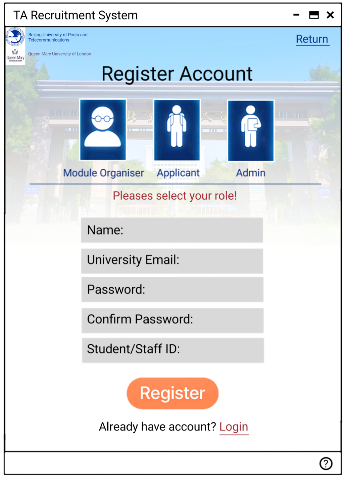 TA Recruitment System
Beijing University of Posts and
Telecommunications
Queen Mary University of London
Return
Register Account
Module Organiser
Applicant
Admin
Pleases select your role!
Name:
University Email:
Password:
Confirm Password:
Student/Staff ID:
Register
Already have account? Login
?